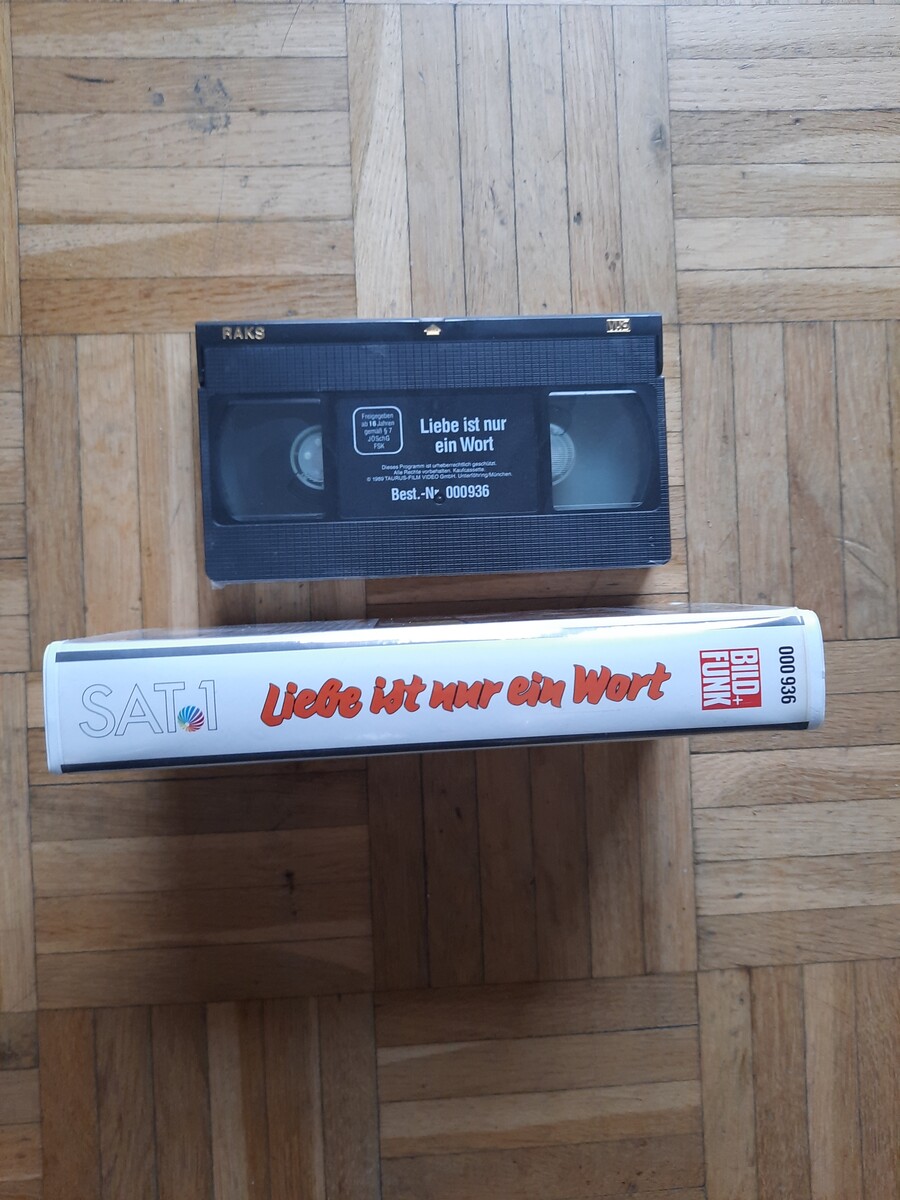 RAKS
VHS
Freigegeben
ab 16 Jahren
gemäß § 7
JÖSchG
FSK
Liebe ist nur
ein Wort
Dieses Programm ist urheberrechtlich geschützt.
Alle Rechte vorbehalten. Kaufcassette.
© 1989 TAURUS-FILM VIDEO GmbH, Unterföhring/München.
Best.-Nr. 000936
SAT.1
Liebe ist nur ein Wort
BILD+
FUNK
000 936